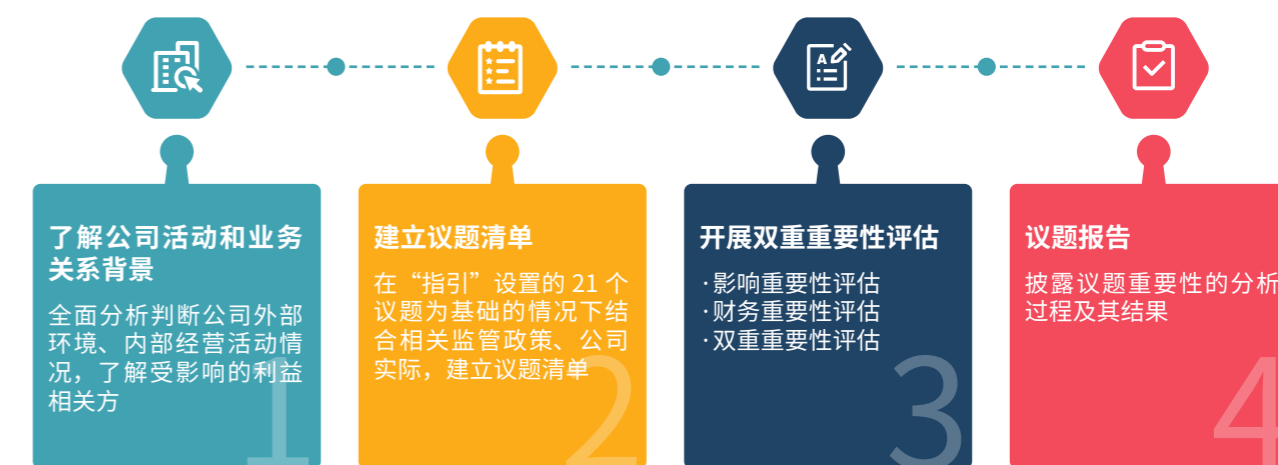 了解公司活动和业务
关系背景
全面分析判断公司外部
环境、内部经营活动情
况，了解受影响的利益
相关方
1
建立议题清单
在“指引”设置的 21 个
议题为基础的情况下结
合相关监管政策、公司
实际，建立议题清单
2
A
开展双重重要性评估
·影响重要性评估
·财务重要性评估
·双重重要性评估
3
议题报告
披露议题重要性的分析
过程及其结果
4